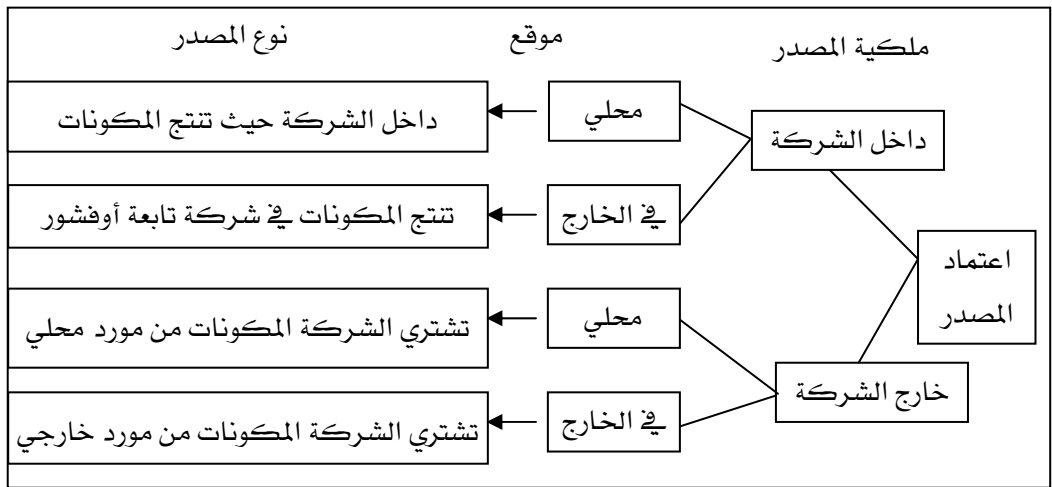 ملكية المصدر
موقع
نوع المصدر
اعتماد
المصدر
داخل الشركة
محلي
داخل الشركة حيث تنتج المكونات
في الخارج
تنتج المكونات في شركة تابعة أوفشور
خارج الشركة
محلي
تشتري الشركة المكونات من مورد محلي
في الخارج
تشتري الشركة المكونات من مورد خارجي